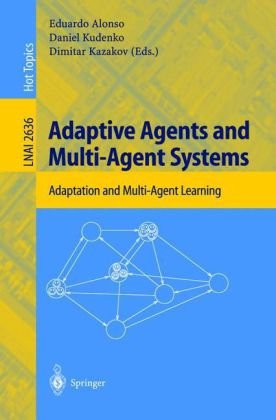 Eduardo Alonso
Daniel Kudenko
Dimitar Kazakov (Eds.)
LNAI 2636
Hot Topics
Adaptive Agents and
Multi-Agent Systems
Adaptation and Multi-Agent Learning
Springer